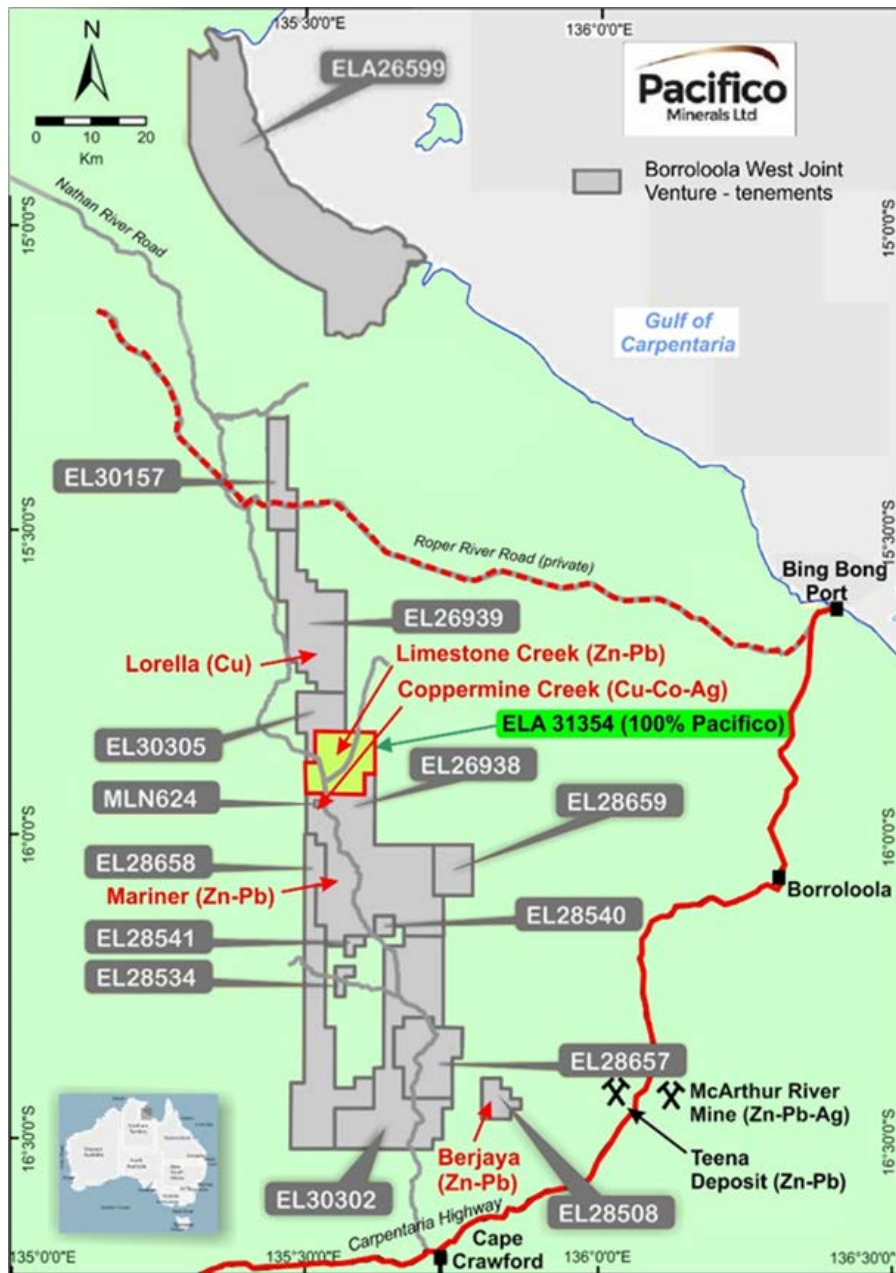 135°30'0"E
136°0'0"E
N
ELA26599
Pacifico
Minerals Ltd
0 10 20
Km
Borroloola West Joint
Venture - tenements
Nathan River Road
15°0'0"S
15°0'0"S
Gulf of
Carpentaria
EL30157
15°30'0"S
15°30'0"S
Roper River Road (private)
Bing Bong
Port
EL26939
Lorella (Cu)
Limestone Creek (Zn-Pb)
Coppermine Creek (Cu-Co-Ag)
ELA 31354 (100% Pacifico)
EL30305
EL26938
MLN624
EL28659
16°0'0"S
16°0'0"S
EL28658
Mariner (Zn-Pb)
Borroloola
EL28540
EL28541
EL28534
EL28657
McArthur River
Mine (Zn-Pb-Ag)
16°30'0"S
16°30'0"S
Berjaya
(Zn-Pb)
Teena
Deposit (Zn-Pb)
EL30302
EL28508
Carpentaria Highway
Cape
Crawford
135°0'0"E
135°30'0"E
136°0'0"E
136°30'0"E